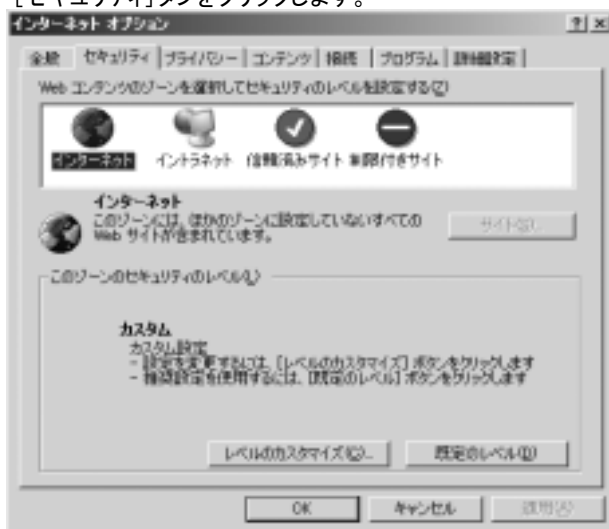 [セキュリティ]タンをクリックします。
インターネット オプション
全般 セキュリティ プライバシー コンテンツ 接続 プログラム 詳細設定
Web コンテンツのゾーンを選択してセキュリティのレベルを設定する(Z)
インターネット イントラネット 信頼済みサイト 制限付きサイト
インターネット
このゾーンには、ほかのゾーンに設定していないすべての
Web サイトが含まれています。
サイト(S)...
このゾーンのセキュリティのレベル(L)
カスタム
カスタム設定
- 設定を変更するには、[レベルのカスタマイズ] ボタンをクリックします
- 推奨設定を使用するには、[既定のレベル] ボタンをクリックします
レベルのカスタマイズ(C)... 既定のレベル(D)
OK キャンセル 適用(A)